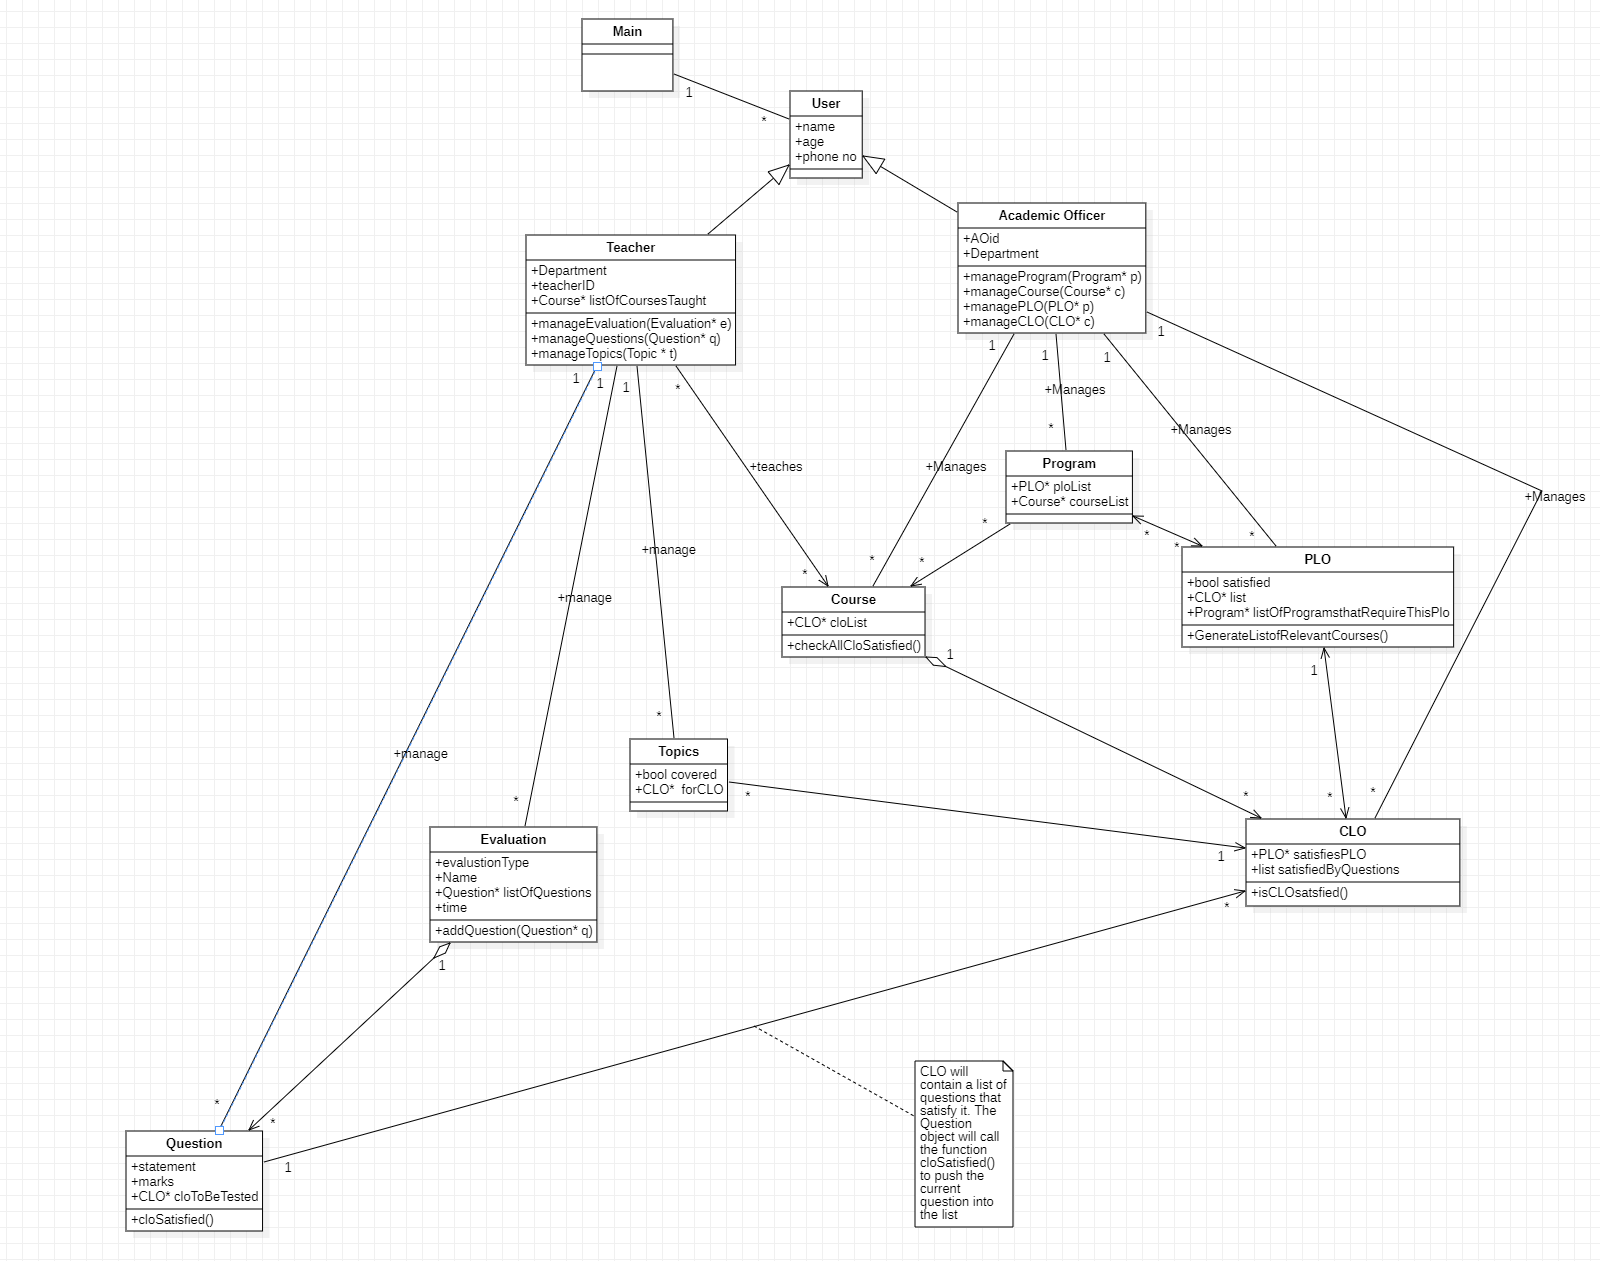 Main
1
*
User
+name
+age
+phone no
Academic Officer
+AOid
+Department
+manageProgram(Program* p)
+manageCourse(Course* c)
+managePLO(PLO* p)
+manageCLO(CLO* c)
Teacher
+Department
+teacherID
+Course* listOfCoursesTaught
+manageEvaluation(Evaluation* e)
+manageQuestions(Question* q)
+manageTopics(Topic * t)
1
1
1
*
1
1
1
1
+Manages
+Manages
+teaches
+Manages
+Manages
*
Program
+PLO* ploList
+Course* courseList
*
*
*
*
*
*
*
PLO
+bool satisfied
+CLO* list
+Program* listOfProgramsthatRequireThisPlo
+GenerateListofRelevantCourses()
+manage
+manage
Course
+CLO* cloList
+checkAllCloSatisfied()
1
1
*
Topics
+bool covered
+CLO*  forCLO
+manage
*
*
*
*
*
CLO
+PLO* satisfiesPLO
+list satisfiedByQuestions
+isCLOsatsfied()
1
*
Evaluation
+evalustionType
+Name
+Question* listOfQuestions
+time
+addQuestion(Question* q)
1
CLO will
contain a list of
questions that
satisfy it. The
Question
object will call
the function
cloSatisfied()
to push the
current
question into
the list
*
*
Question
+statement
+marks
+CLO* cloToBeTested
+cloSatisfied()
1